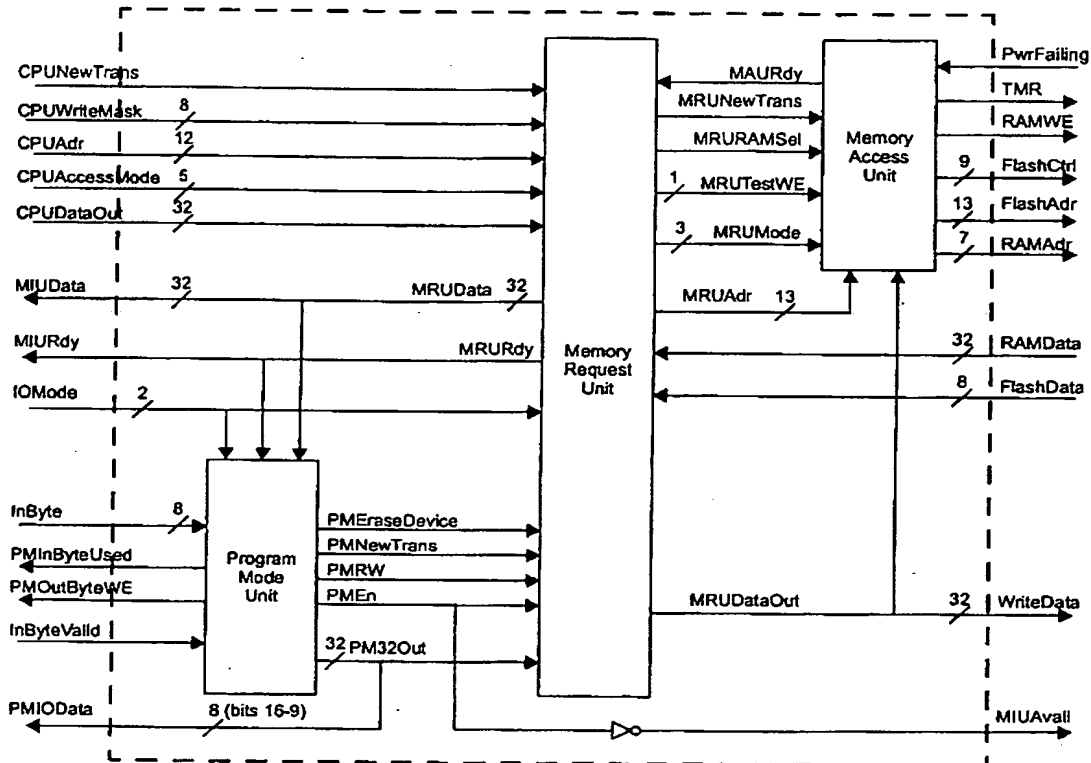 CPUNewTrans
CPUWriteMask
8
CPUAdr
12
CPUAccessMode
5
CPUDataOut
32
MIUData
32
MRUData
32
MIURdy
MRURdy
IOMode
2
InByte
8
PMInByteUsed
PMOutByteWE
InByteValid
PMIOData
8 (bits 16-9)
Program
Mode
Unit
PMEraseDevice
PMNewTrans
PMRW
PMEn
32
PM32Out
Memory
Request
Unit
MAURdy
MRUNewTrans
MRURAMSel
1
MRUTestWE
3
MRUMode
MRUAdr
13
Memory
Access
Unit
PwrFailing
TMR
RAMWE
9
FlashCtrl
13
FlashAdr
7
RAMAdr
32
RAMData
8
FlashData
MRUDataOut
32
WriteData
MIUAvail